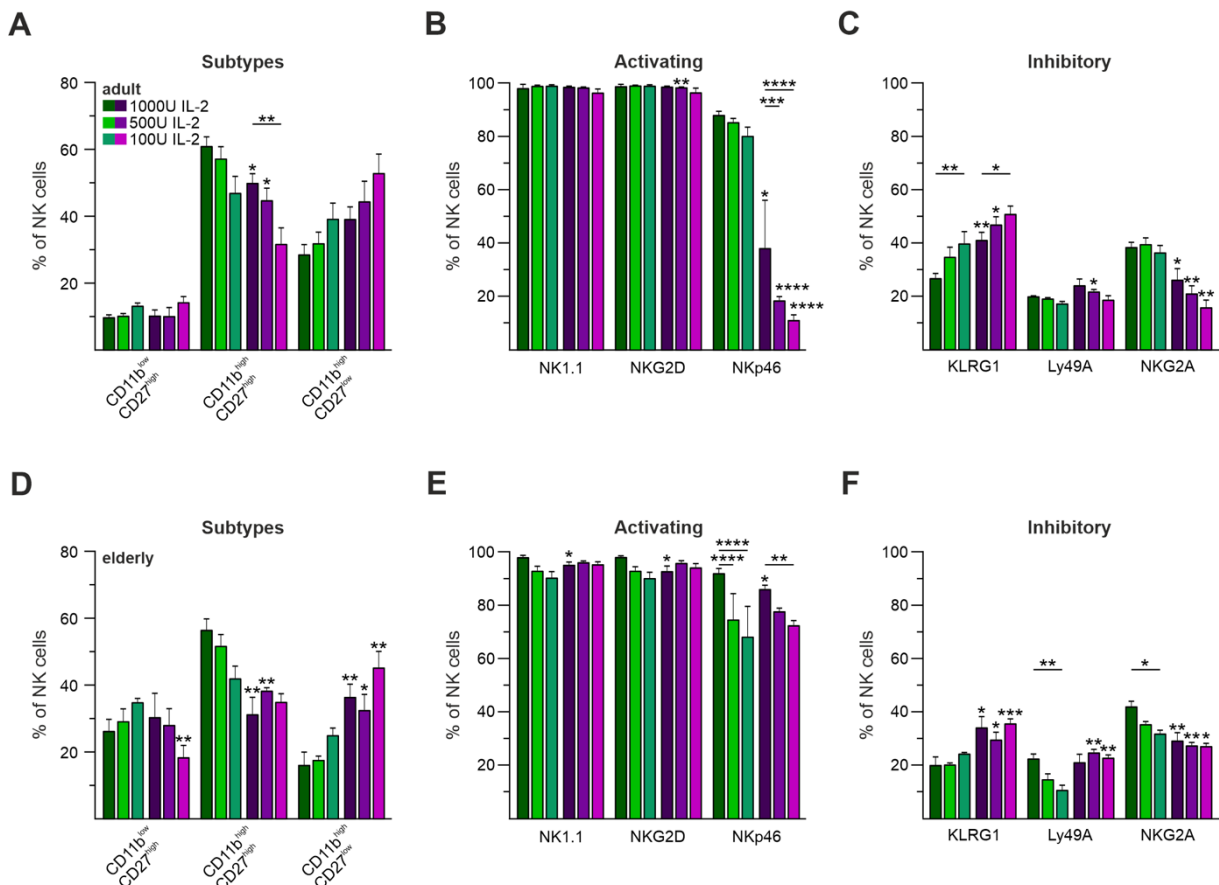 A
Subtypes
% of NK cells
80
60
40
20
adult
1000U IL-2
500U IL-2
100U IL-2
**
*
*
CD11b^low
CD27^high
CD11b^high
CD27^high
CD11b^high
CD27^low
B
Activating
% of NK cells
100
80
60
40
20
**
****
***
*
****
****
NK1.1
NKG2D
NKp46
C
Inhibitory
% of NK cells
100
80
60
40
20
**
*
**
*
*
*
**
**
KLRG1
Ly49A
NKG2A
D
Subtypes
% of NK cells
80
60
40
20
elderly
**
**
**
**
*
**
CD11b^low
CD27^high
CD11b^high
CD27^high
CD11b^high
CD27^low
E
Activating
% of NK cells
100
80
60
40
20
*
*
****
****
**
*
NK1.1
NKG2D
NKp46
F
Inhibitory
% of NK cells
100
80
60
40
20
**
*
*
*
***
**
**
**
***
*
KLRG1
Ly49A
NKG2A